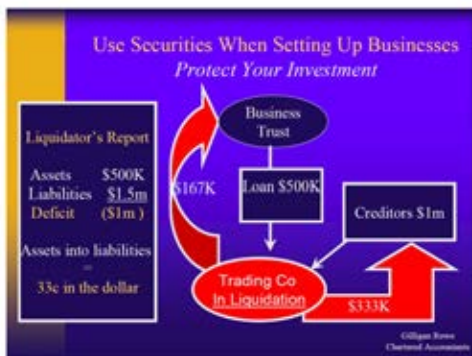 Use Securities When Setting Up Businesses
Protect Your Investment
Liquidator's Report
Assets $500K
Liabilities $1.5m
Deficit ($1m )
Assets into liabilities
=
33c in the dollar
Business
Trust
$167K
Loan $500K
Creditors $1m
Trading Co
In Liquidation
$333K
Gilligan Rowe
Chartered Accountants